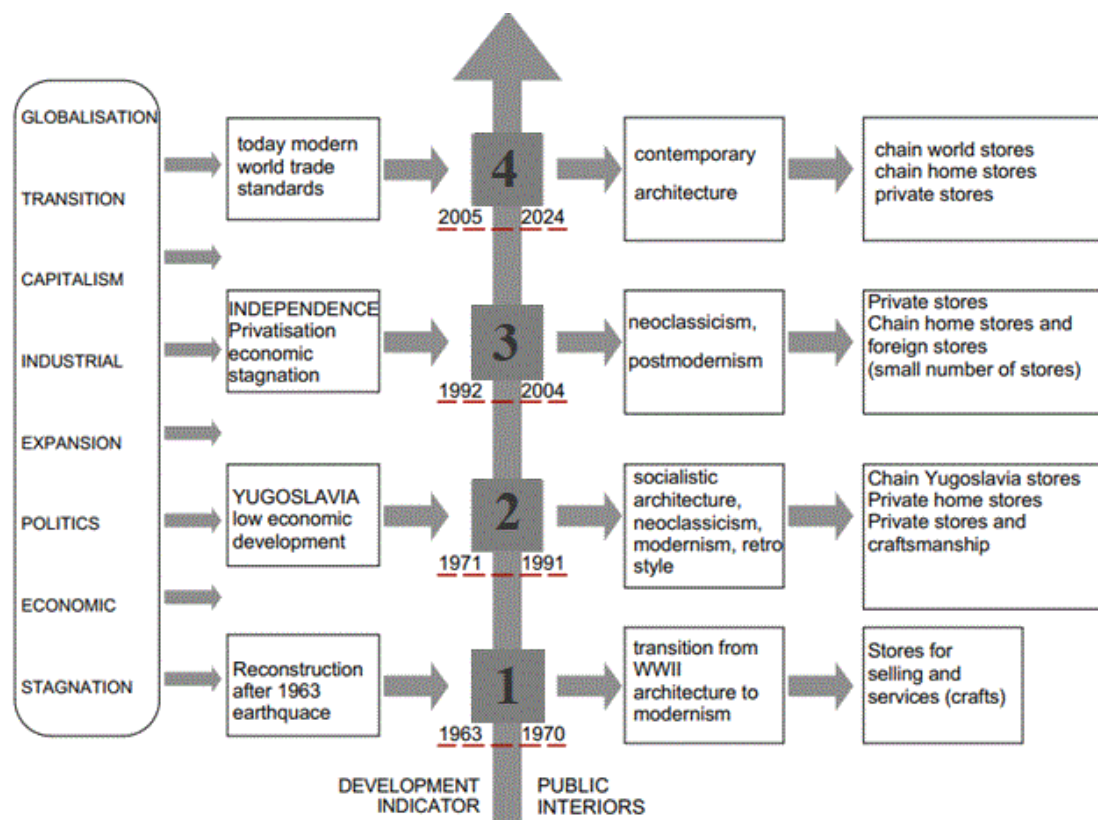 GLOBALISATION
TRANSITION
CAPITALISM
INDUSTRIAL
EXPANSION
POLITICS
ECONOMIC
STAGNATION
today modern
world trade
standards
4
2005 2024
contemporary
architecture
chain world stores
chain home stores
private stores
INDEPENDENCE
Privatisation
economic
stagnation
3
1992 2004
neoclassicism,
postmodernism
Private stores
Chain home stores and
foreign stores
(small number of stores)
YUGOSLAVIA
low economic
development
2
1971 1991
socialistic
architecture,
neoclassicism,
modernism, retro
style
Chain Yugoslavia stores
Private home stores
Private stores and
craftsmanship
Reconstruction
after 1963
earthquace
1
1963 1970
transition from
WWII
architecture to
modernism
Stores for
selling and
services (crafts)
DEVELOPMENT
INDICATOR
PUBLIC
INTERIORS